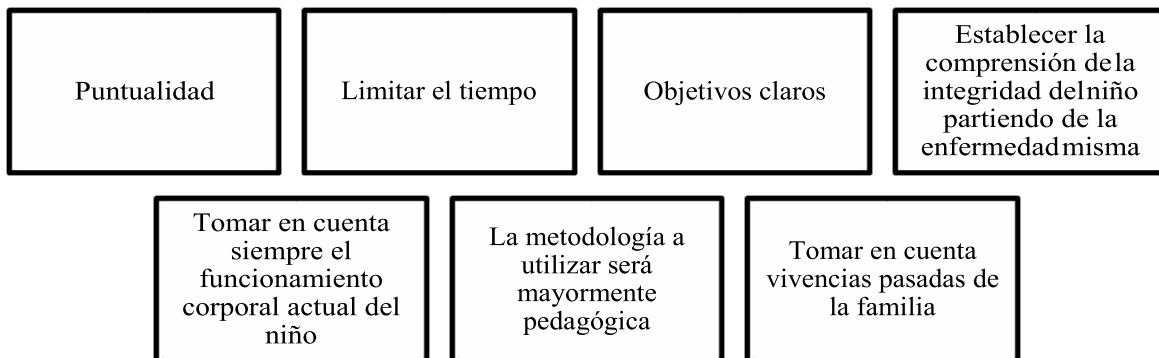 Puntualidad
Limitar el tiempo
Objetivos claros
Establecer la
comprensión dela
integridad delniño
partiendo de la
enfermedadmisma
Tomar en cuenta
siempre el
funcionamiento
corporal actual del
niño
La metodología a
utilizar será
mayormente
pedagógica
Tomar en cuenta
vivencias pasadas de
la familia